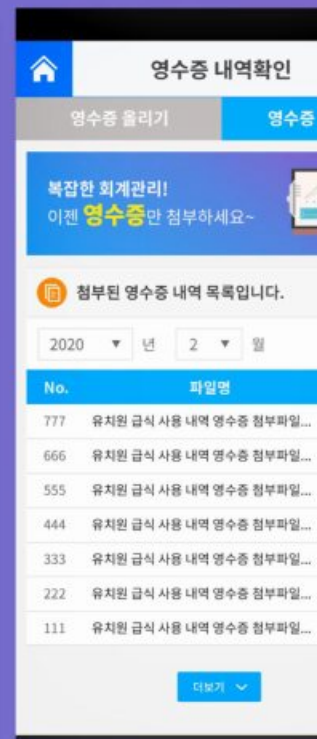 영수증 내역확인
영수증 올리기
영수증
복잡한 회계관리!
이젠 영수증만 첨부하세요~
첨부된 영수증 내역 목록입니다.
2020 ▼ 년 2 ▼ 월
No. 파일명
777 유치원 급식 사용 내역 영수증 첨부파일...
666 유치원 급식 사용 내역 영수증 첨부파일...
555 유치원 급식 사용 내역 영수증 첨부파일...
444 유치원 급식 사용 내역 영수증 첨부파일...
333 유치원 급식 사용 내역 영수증 첨부파일...
222 유치원 급식 사용 내역 영수증 첨부파일...
111 유치원 급식 사용 내역 영수증 첨부파일...
더보기